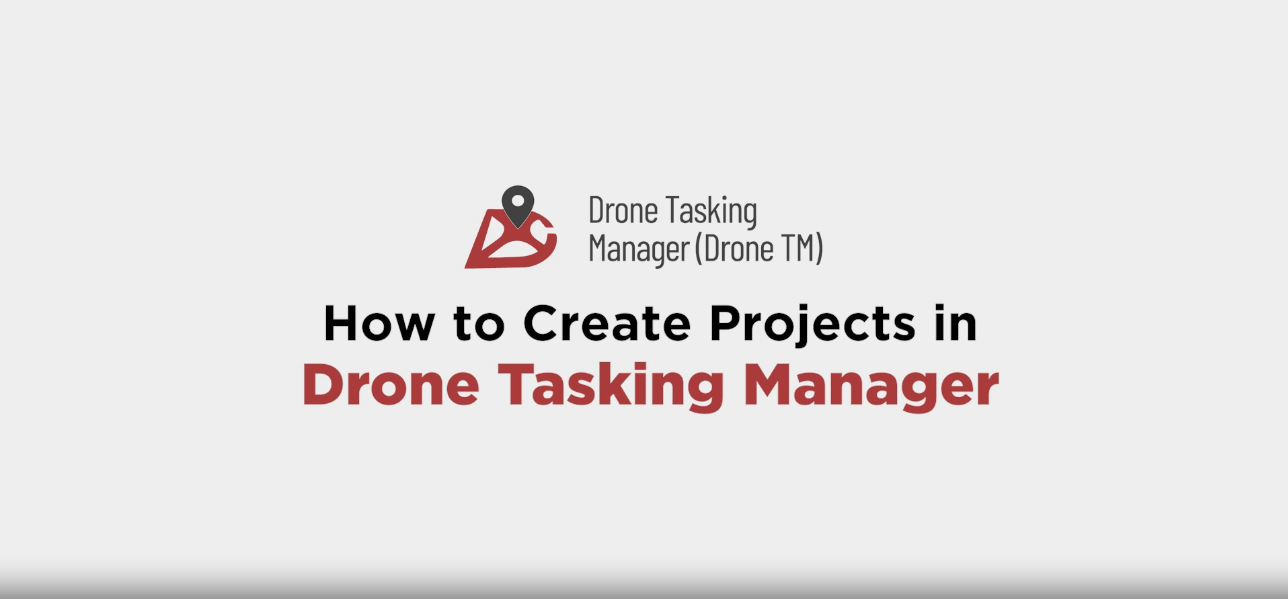 Drone Tasking
Manager (Drone TM)
How to Create Projects in
Drone Tasking Manager